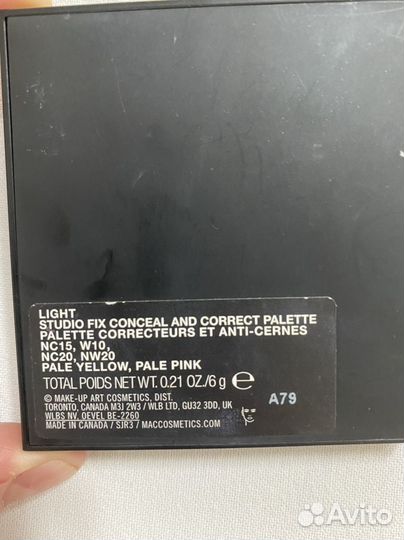 LIGHT
STUDIO FIX CONCEAL AND CORRECT PALETTE
PALETTE CORRECTEURS ET ANTI-CERNES
NC15, W10,
NC20, NW20
PALE YELLOW, PALE PINK
TOTAL POIDS NET WT. 0.21 OZ./6 g ℮
© MAKE-UP ART COSMETICS, DIST.
TORONTO, CANADA M3J 2W3 / WLB LTD, GU32 3DD, UK
WLBS NV, OEVEL BE-2260
MADE IN CANADA / SJR3 / MACCOSMETICS.COM
A79
Avito